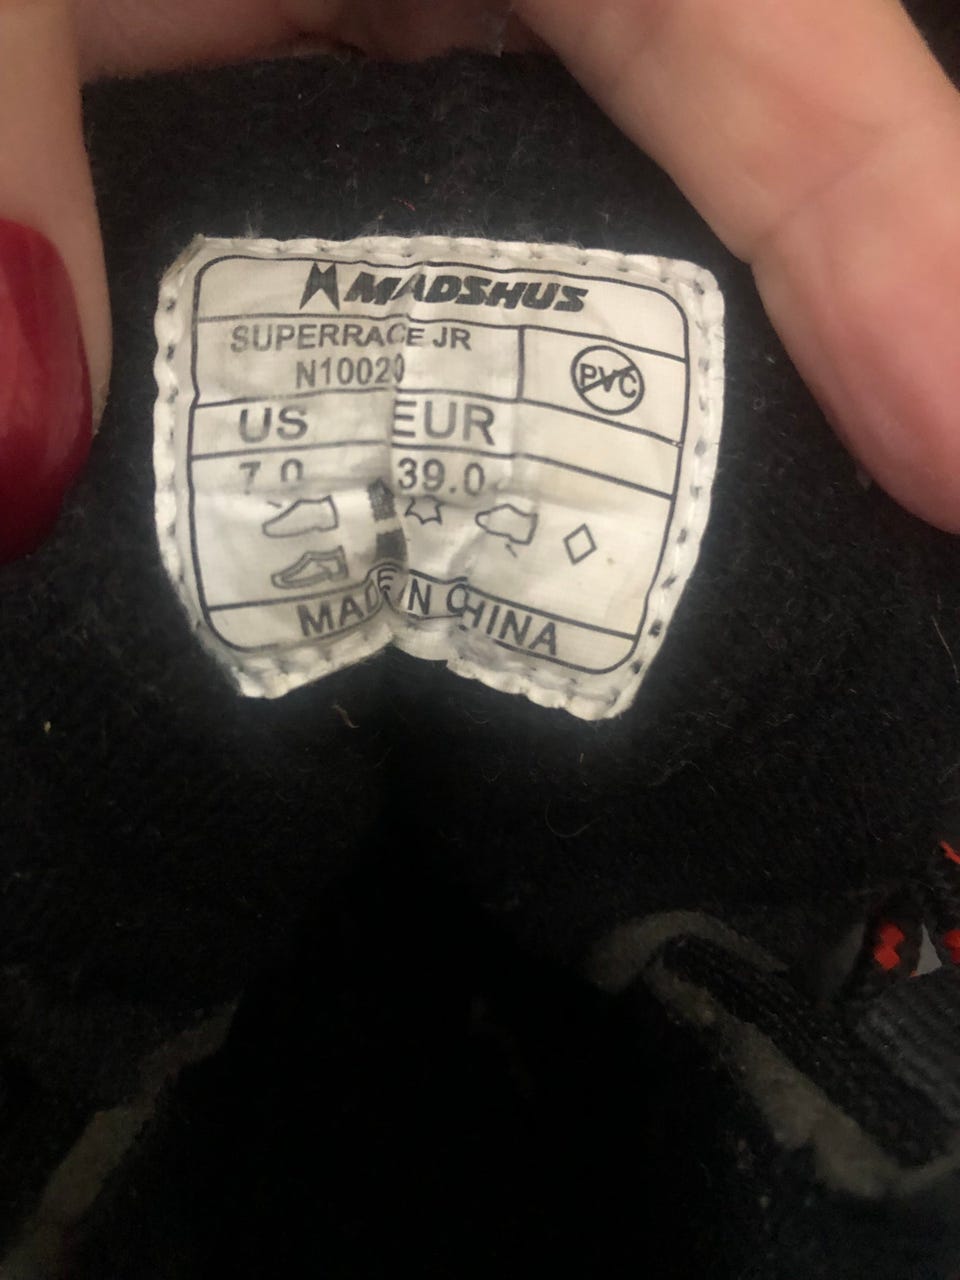 MADSHUS
SUPERRACE JR
N10020
PVC
US EUR
7.0 39.0
MADE IN CHINA